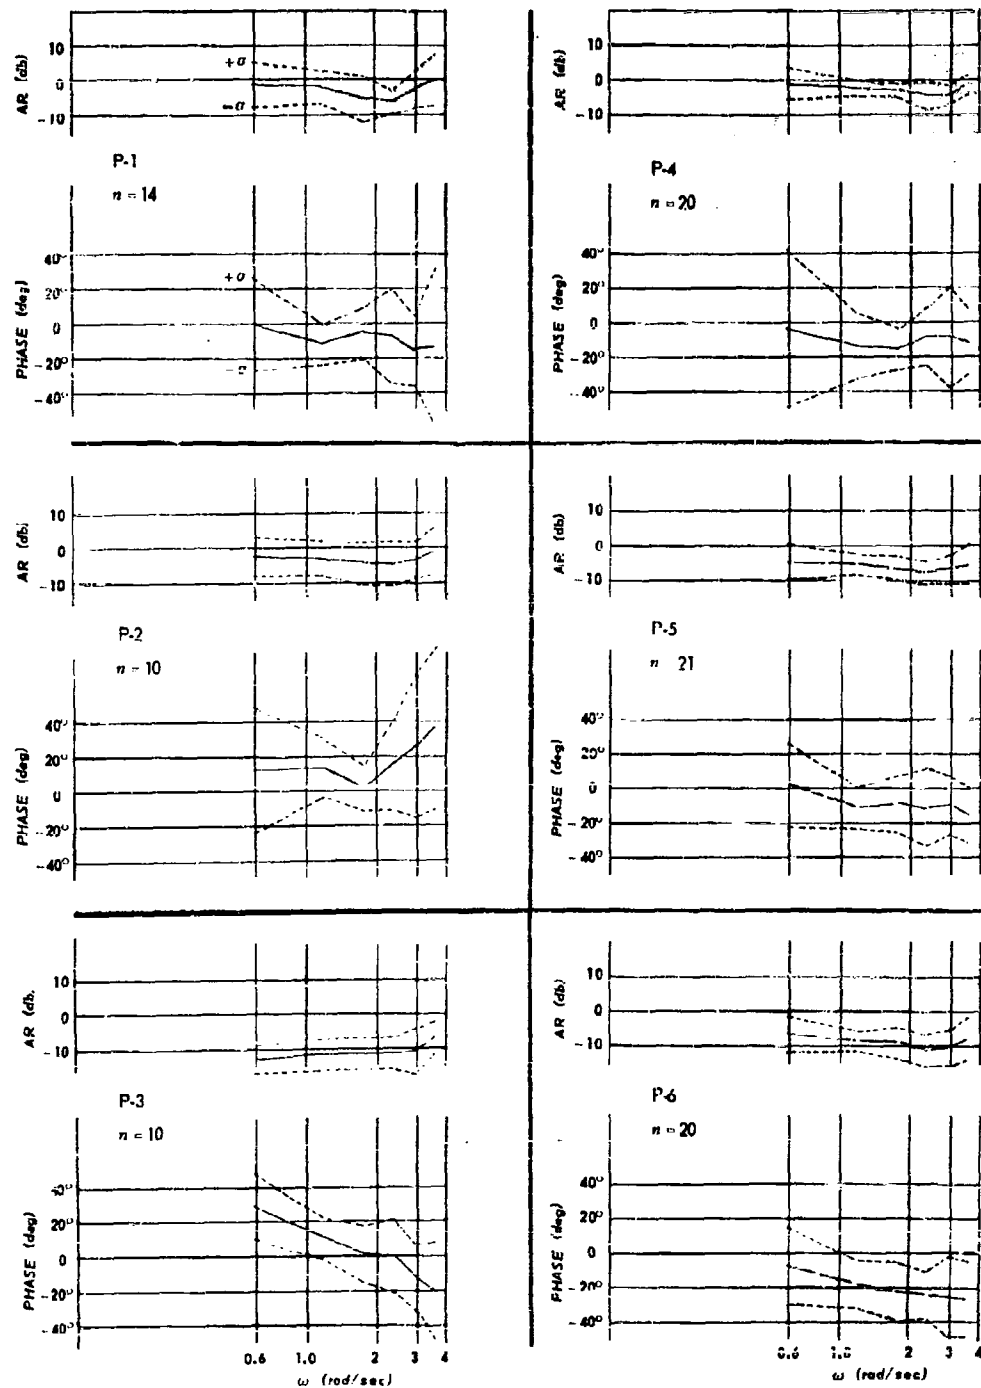 AR (db)
10
0
-10
+σ
-σ
P-1
n = 14
PHASE (deg)
40°
20°
0
-20°
-40°
+σ
-σ
AR (db)
10
0
-10
P-4
n = 20
PHASE (deg)
40°
20°
0
-20°
-40°
AR (db)
10
0
-10
P-2
n = 10
PHASE (deg)
40°
20°
0
-20°
-40°
AR (db)
0
-10
P-5
n 21
PHASE (deg)
40°
20°
0
-20°
-40°
AR (db)
10
0
-10
P-3
n = 10
PHASE (deg)
20°
0
-20°
-40°
0.6 1.0 2 3 4
ω (rad/sec)
AR (db)
10
0
-10
P-6
n = 20
PHASE (deg)
40°
20°
0
-20°
-40°
0.6 1.0 2 3 4
ω (rad/sec)